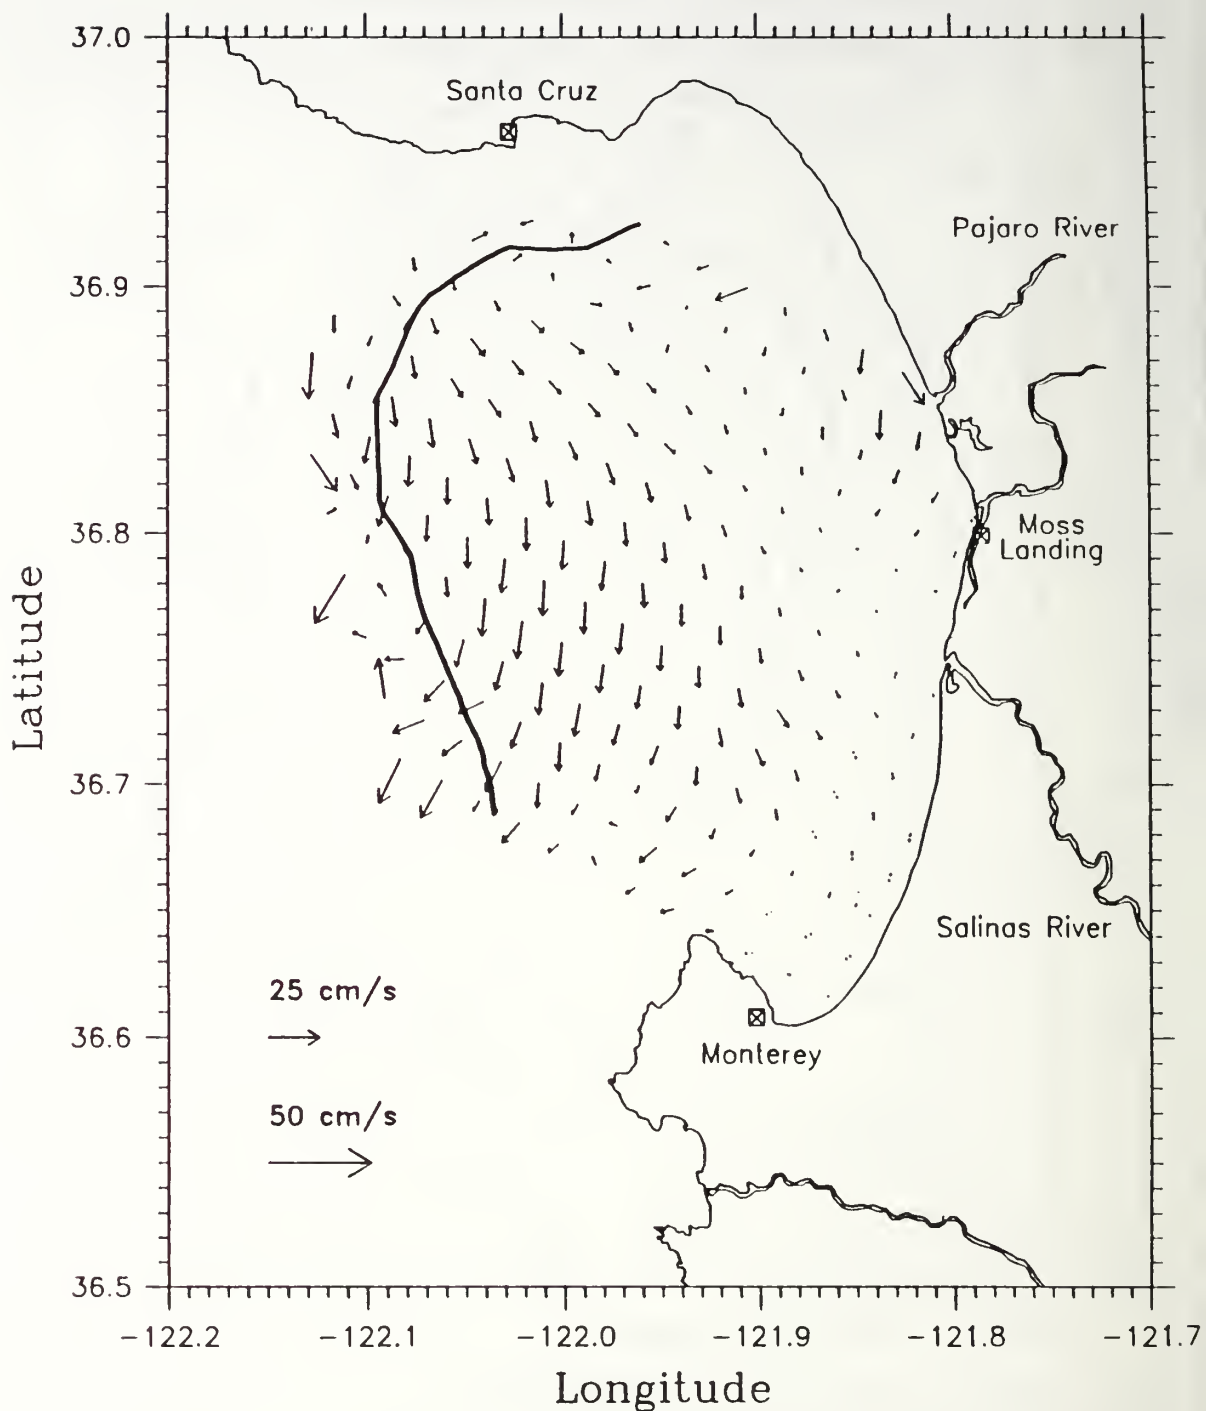 37.0
Santa Cruz
Pajaro River
36.9
36.8
Moss
Landing
Latitude
36.7
Salinas River
25 cm/s
36.6
Monterey
50 cm/s
36.5
-122.2 -122.1 -122.0 -121.9 -121.8 -121.7
Longitude